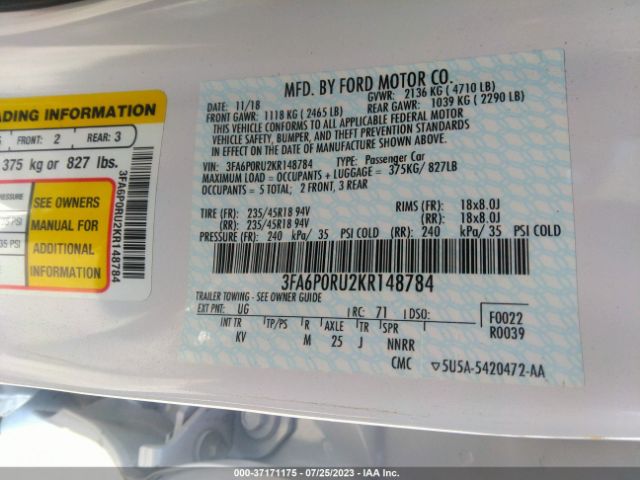 ADING INFORMATION
FRONT: 2 REAR: 3
375 kg or 827 lbs.
SEE OWNERS
MANUAL FOR
ADDITIONAL
INFORMATION
35 PSI
3FA6P0RU2KR148784
MFD. BY FORD MOTOR CO.
DATE: 11/18 GVWR: 2136 KG ( 4710 LB)
FRONT GAWR: 1118 KG ( 2465 LB) REAR GAWR: 1039 KG ( 2290 LB)
THIS VEHICLE CONFORMS TO ALL APPLICABLE FEDERAL MOTOR
VEHICLE SAFETY, BUMPER, AND THEFT PREVENTION STANDARDS
IN EFFECT ON THE DATE OF MANUFACTURE SHOWN ABOVE.
VIN: 3FA6P0RU2KR148784 TYPE: Passenger Car
MAXIMUM LOAD = OCCUPANTS + LUGGAGE = 375KG/ 827LB
OCCUPANTS = 5 TOTAL; 2 FRONT, 3 REAR
TIRE (FR): 235/45R18 94V RIMS (FR): 18x8.0J
(RR): 235/45R18 94V (RR): 18x8.0J
PRESSURE (FR): 240 kPa/ 35 PSI COLD (RR): 240 kPa/ 35 PSI COLD
3FA6P0RU2KR148784
TRAILER TOWING - SEE OWNER GUIDE
EXT PNT: UG RC: 71 DSO: F0022
R0039
INT TR TP/PS R AXLE TR SPR
KV M 25 J NNRR
CMC 5U5A-5420472-AA
000-37171175 / 07/25/2023 / IAA Inc.